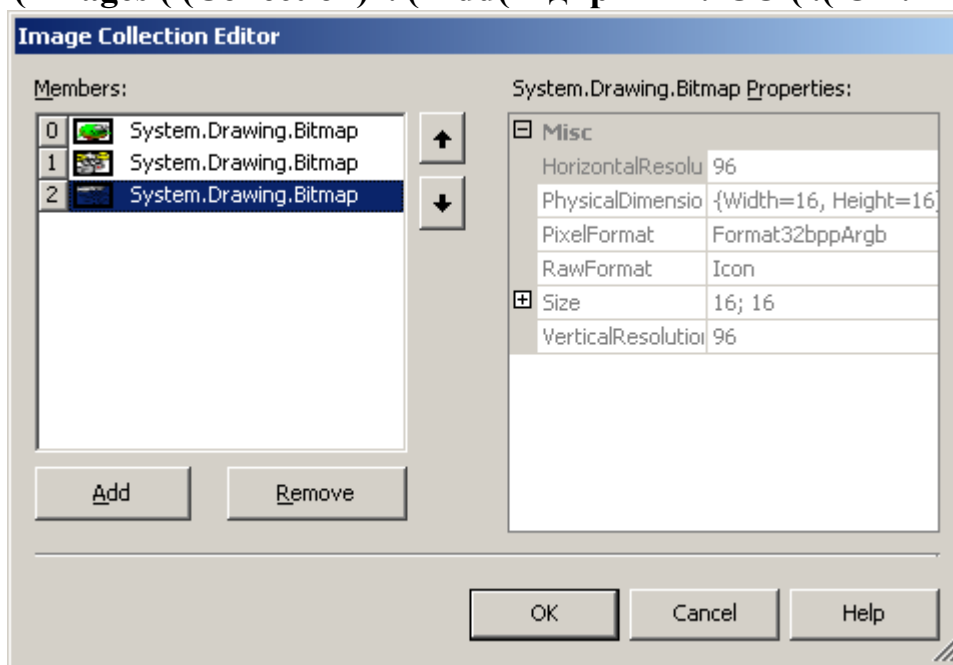 Image Collection Editor
Members:
0 System.Drawing.Bitmap
1 System.Drawing.Bitmap
2 System.Drawing.Bitmap
Add
Remove
System.Drawing.Bitmap Properties:
Misc
HorizontalResolu 96
PhysicalDimensio {Width=16, Height=16}
PixelFormat Format32bppArgb
RawFormat Icon
Size 16; 16
VerticalResolution 96
OK
Cancel
Help